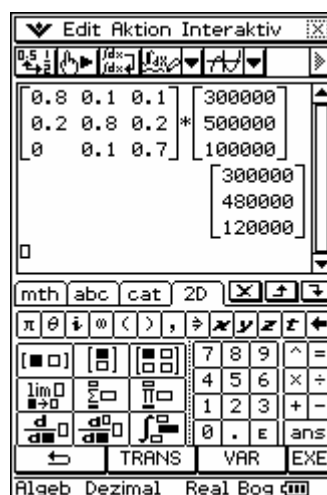 Edit Aktion Interaktiv
0.8 0.1 0.1
0.2 0.8 0.2
0 0.1 0.7
*
300000
500000
100000
300000
480000
120000
mth abc cat 2D
π θ i ∞ ( ) , ⇒ x y z t ←
7 8 9 ^ =
4 5 6 × ÷
1 2 3 + -
0 . E ans
lim
Σ Π
d d ∫
TRANS VAR EXE
Algeb Dezimal Real Bog